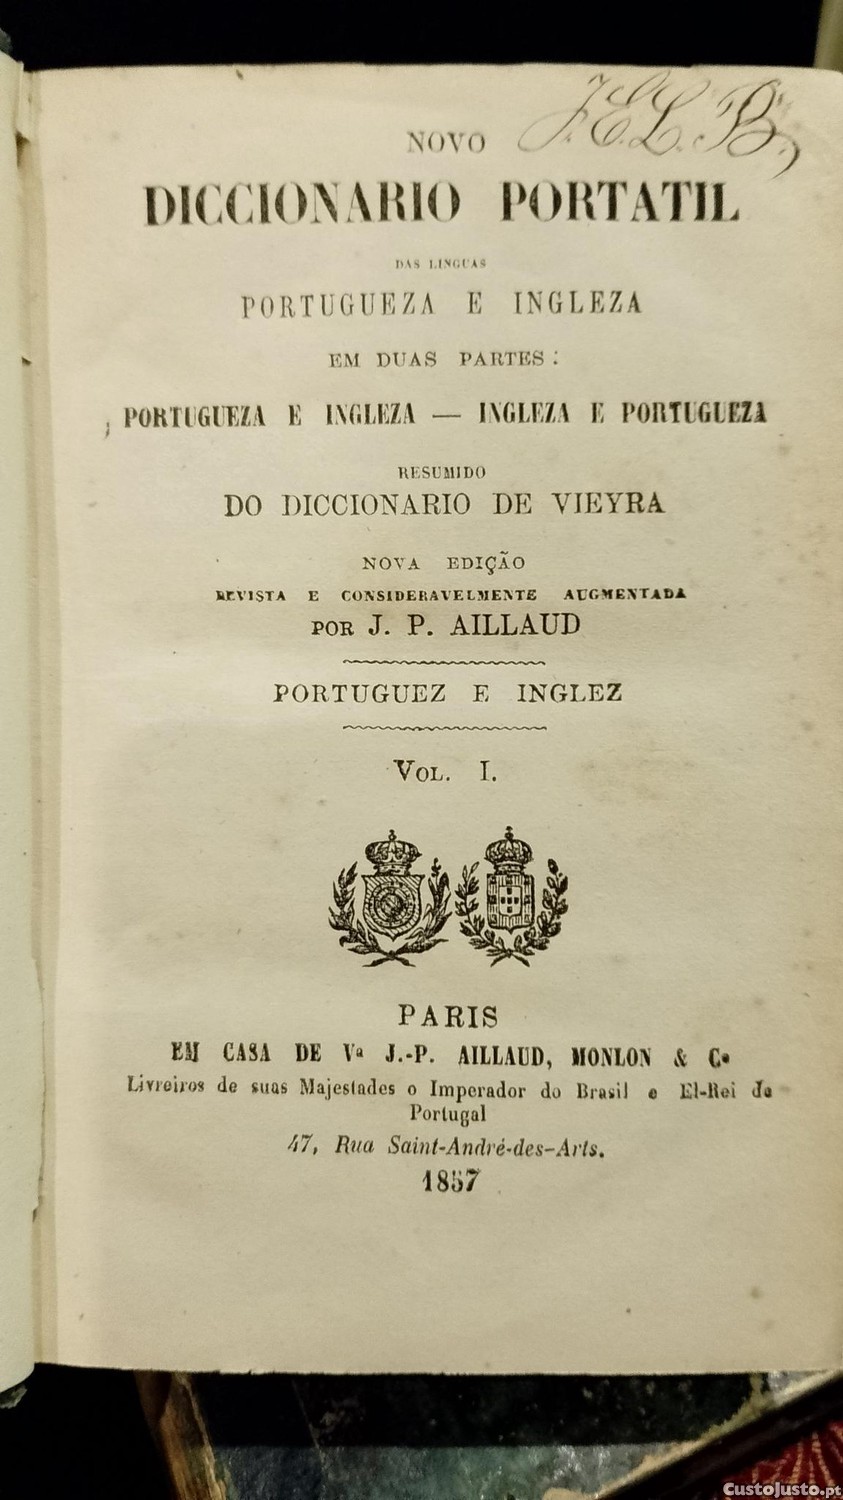 J. E. L. B.,
NOVO
DICCIONARIO PORTATIL
DAS LINGUAS
PORTUGUEZA E INGLEZA
EM DUAS PARTES:
PORTUGUEZA E INGLEZA — INGLEZA E PORTUGUEZA
RESUMIDO
DO DICCIONARIO DE VIEYRA
NOVA EDIÇÃO
REVISTA E CONSIDERAVELMENTE AUGMENTADA
POR J. P. AILLAUD
PORTUGUEZ E INGLEZ
VOL. I.
PARIS
EM CASA DE Vª J.-P. AILLAUD, MONLON & Cª
Livreiros de suas Majestades o Imperador do Brasil e El-Rei de
Portugal
47, Rua Saint-André-des-Arts.
1857
CustoJusto.pt